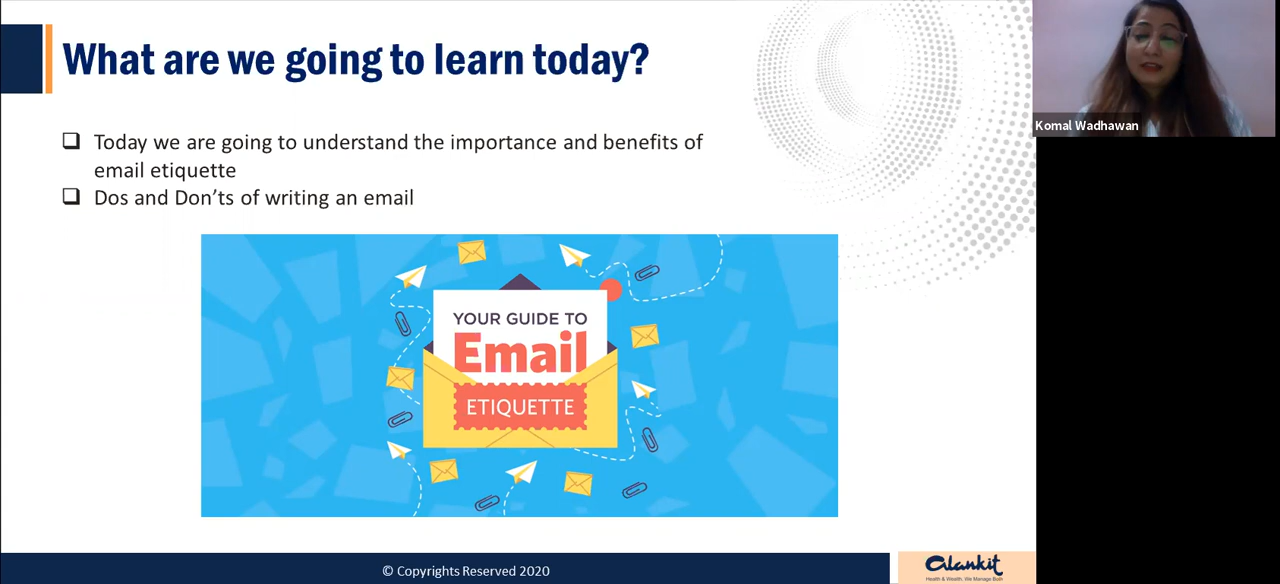 What are we going to learn today?
Komal Wadhawan
❑ Today we are going to understand the importance and benefits of
email etiquette
❑ Dos and Don'ts of writing an email
YOUR GUIDE TO
Email
ETIQUETTE
© Copyrights Reserved 2020
Alankit
Health & Wealth, We Manage Both